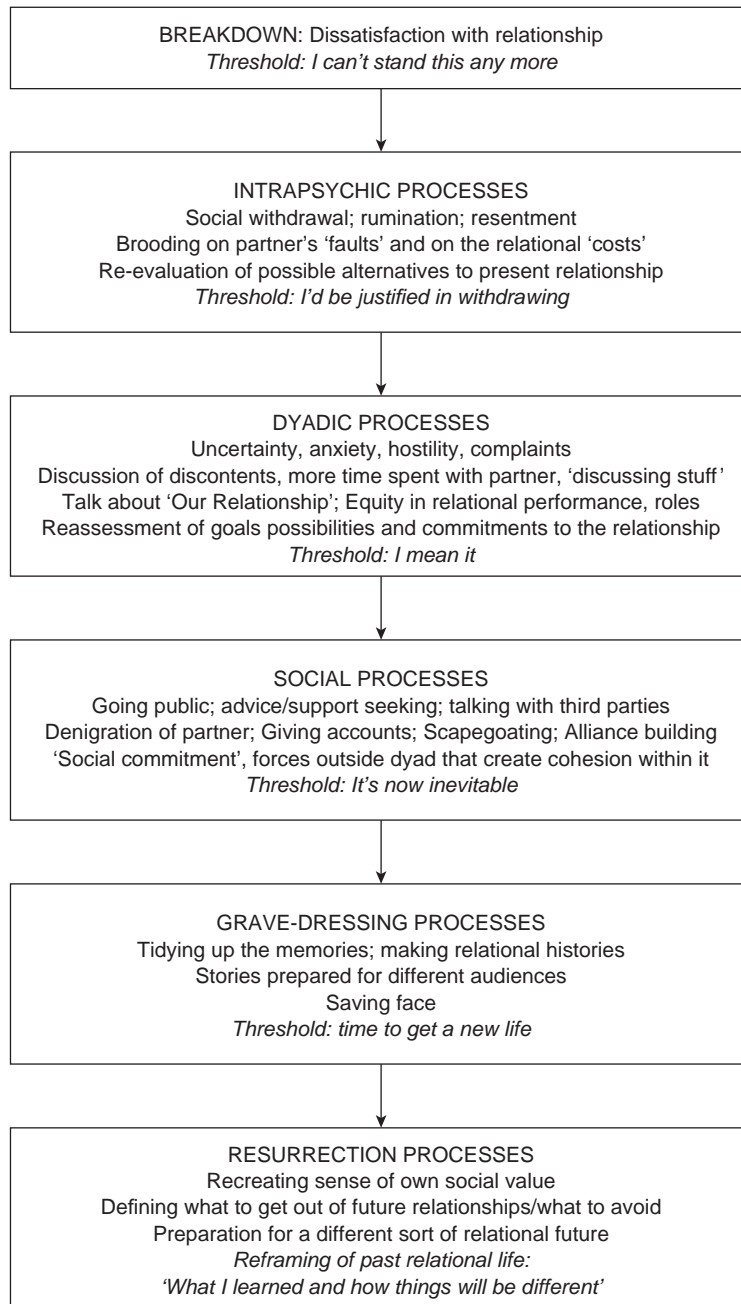 BREAKDOWN: Dissatisfaction with relationship
Threshold: I can’t stand this any more
INTRAPSYCHIC PROCESSES
Social withdrawal; rumination; resentment
Brooding on partner’s ‘faults’ and on the relational ‘costs’
Re-evaluation of possible alternatives to present relationship
Threshold: I’d be justified in withdrawing
DYADIC PROCESSES
Uncertainty, anxiety, hostility, complaints
Discussion of discontents, more time spent with partner, ‘discussing stuff’
Talk about ‘Our Relationship’; Equity in relational performance, roles
Reassessment of goals possibilities and commitments to the relationship
Threshold: I mean it
SOCIAL PROCESSES
Going public; advice/support seeking; talking with third parties
Denigration of partner; Giving accounts; Scapegoating; Alliance building
‘Social commitment’, forces outside dyad that create cohesion within it
Threshold: It’s now inevitable
GRAVE-DRESSING PROCESSES
Tidying up the memories; making relational histories
Stories prepared for different audiences
Saving face
Threshold: time to get a new life
RESURRECTION PROCESSES
Recreating sense of own social value
Defining what to get out of future relationships/what to avoid
Preparation for a different sort of relational future
Reframing of past relational life:
‘What I learned and how things will be different’